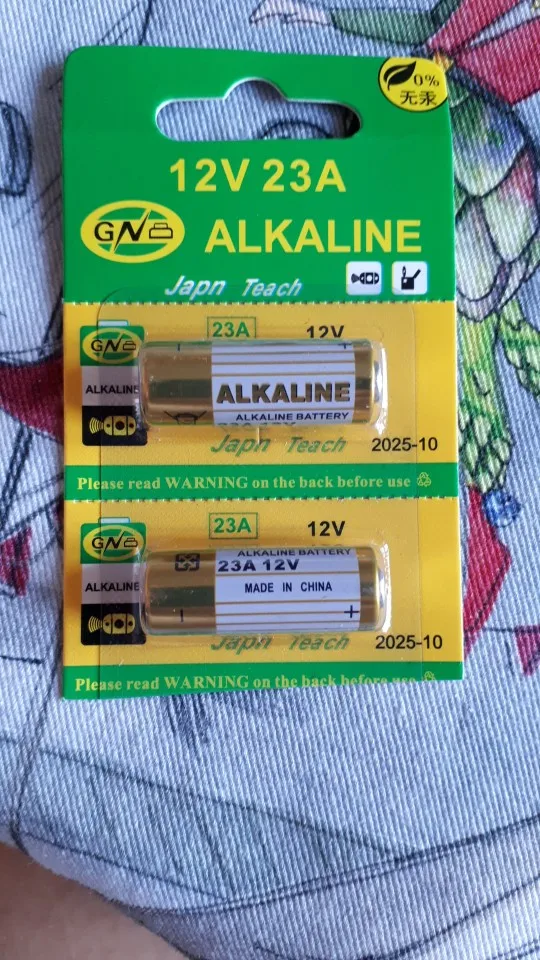 0%
无汞
12V 23A
GN
ALKALINE
Japn Teach
23A 12V
GN
ALKALINE
- +
ALKALINE
ALKALINE BATTERY
Japn Teach 2025-10
Please read WARNING on the back before use
23A 12V
GN
ALKALINE
ALKALINE BATTERY
23A 12V
MADE IN CHINA
- +
Japn Teach 2025-10
Please read WARNING on the back before use